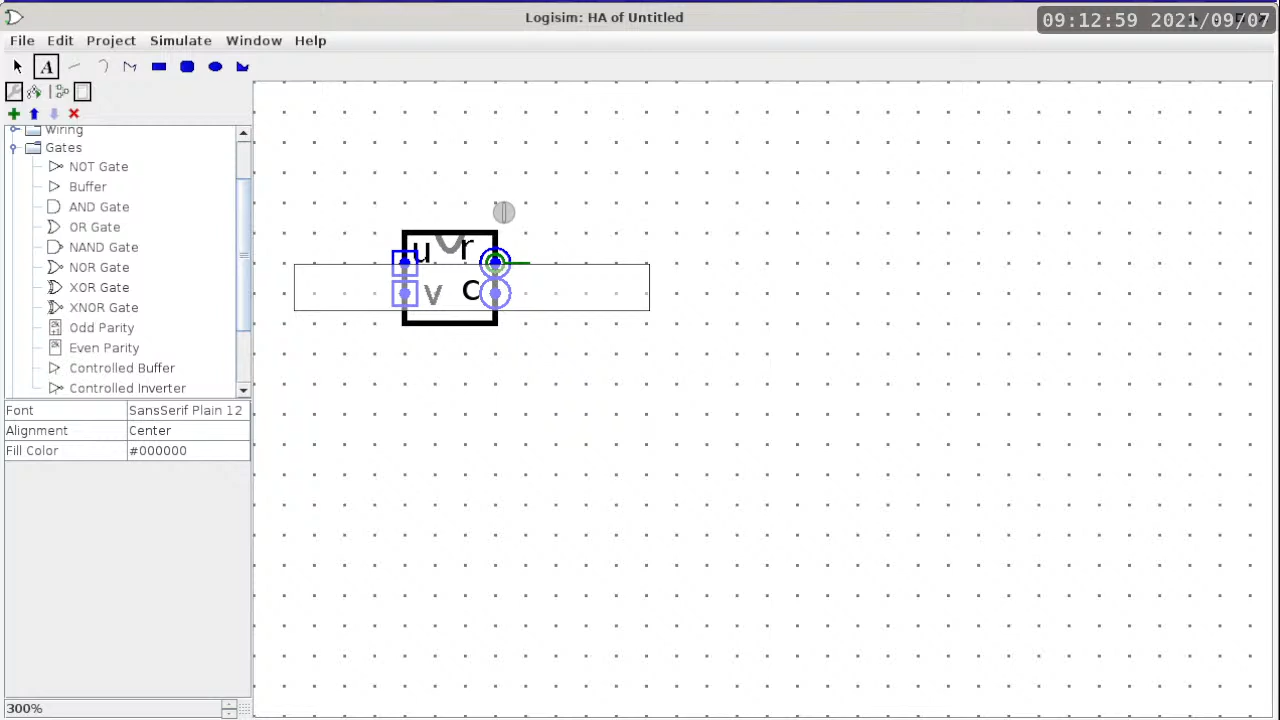 Logisim: HA of Untitled
09:12:59 2021/09/07
File Edit Project Simulate Window Help
A
Wiring
Gates
NOT Gate
Buffer
AND Gate
OR Gate
NAND Gate
NOR Gate
XOR Gate
XNOR Gate
Odd Parity
Even Parity
Controlled Buffer
Controlled Inverter
u r
v c
Font SansSerif Plain 12
Alignment Center
Fill Color #000000
300%